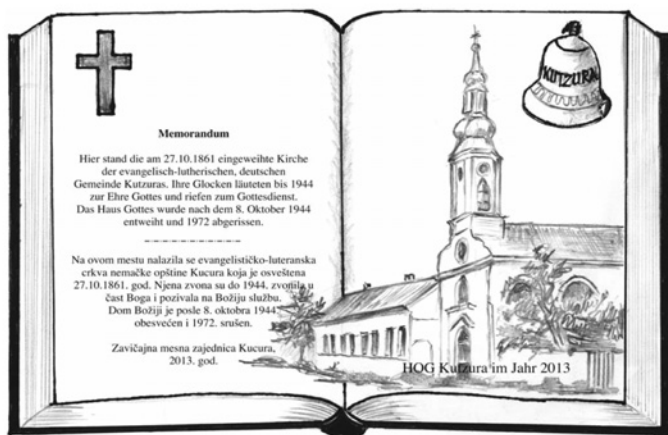 Memorandum
Hier stand die am 27.10.1861 eingeweihte Kirche
der evangelisch-lutherischen, deutschen
Gemeinde Kutzuras. Ihre Glocken läuteten bis 1944
zur Ehre Gottes und riefen zum Gottesdienst.
Das Haus Gottes wurde nach dem 8. Oktober 1944
entweiht und 1972 abgerissen.
Na ovom mestu nalazila se evangelističko-luteranska
crkva nemačke opštine Kucura koja je osveštena
27.10.1861. god. Njena zvona su do 1944. zvonila u
čast Boga i pozivala na Božiju službu.
Dom Božiji je posle 8. oktobra 1944.
obesvećen i 1972. srušen.
Zavičajna mesna zajednica Kucura,
2013. god.
KUTZURA
HOG Kutzura im Jahr 2013